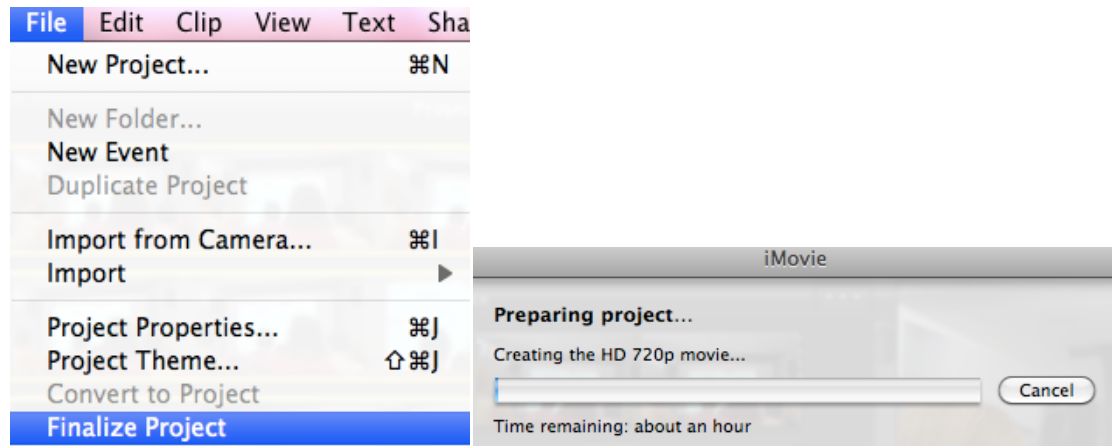 File Edit Clip View Text Sha
New Project... ⌘N
New Folder...
New Event
Duplicate Project
Import from Camera... ⌘I
Import ▶
Project Properties... ⌘J
Project Theme... ⇧⌘J
Convert to Project
Finalize Project
iMovie
Preparing project...
Creating the HD 720p movie...
Cancel
Time remaining: about an hour